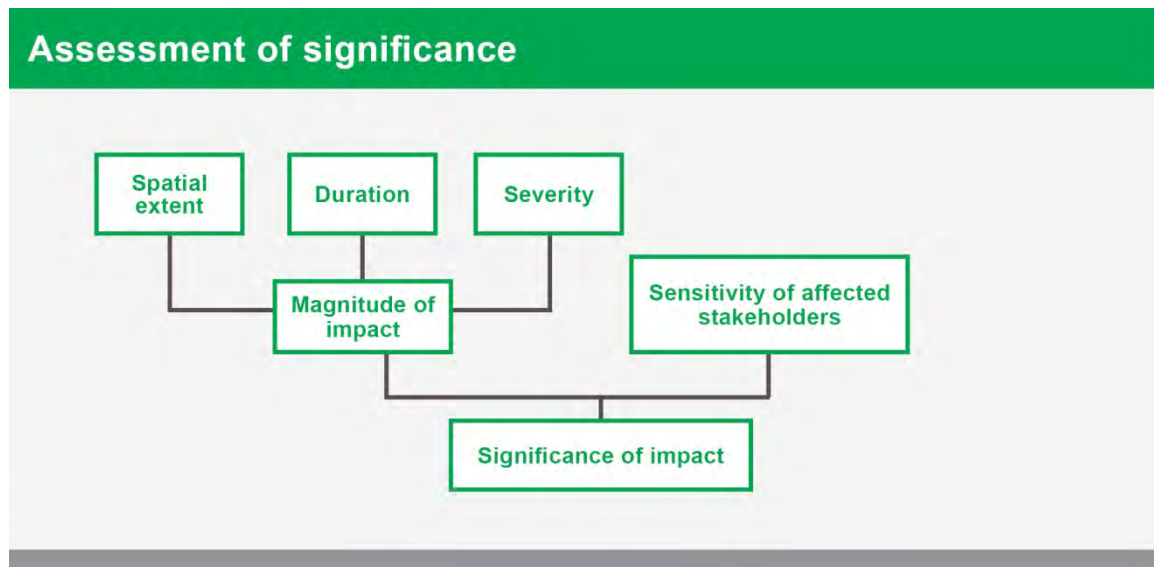 Assessment of significance
Spatial
extent
Duration
Severity
Magnitude of
impact
Sensitivity of affected
stakeholders
Significance of impact